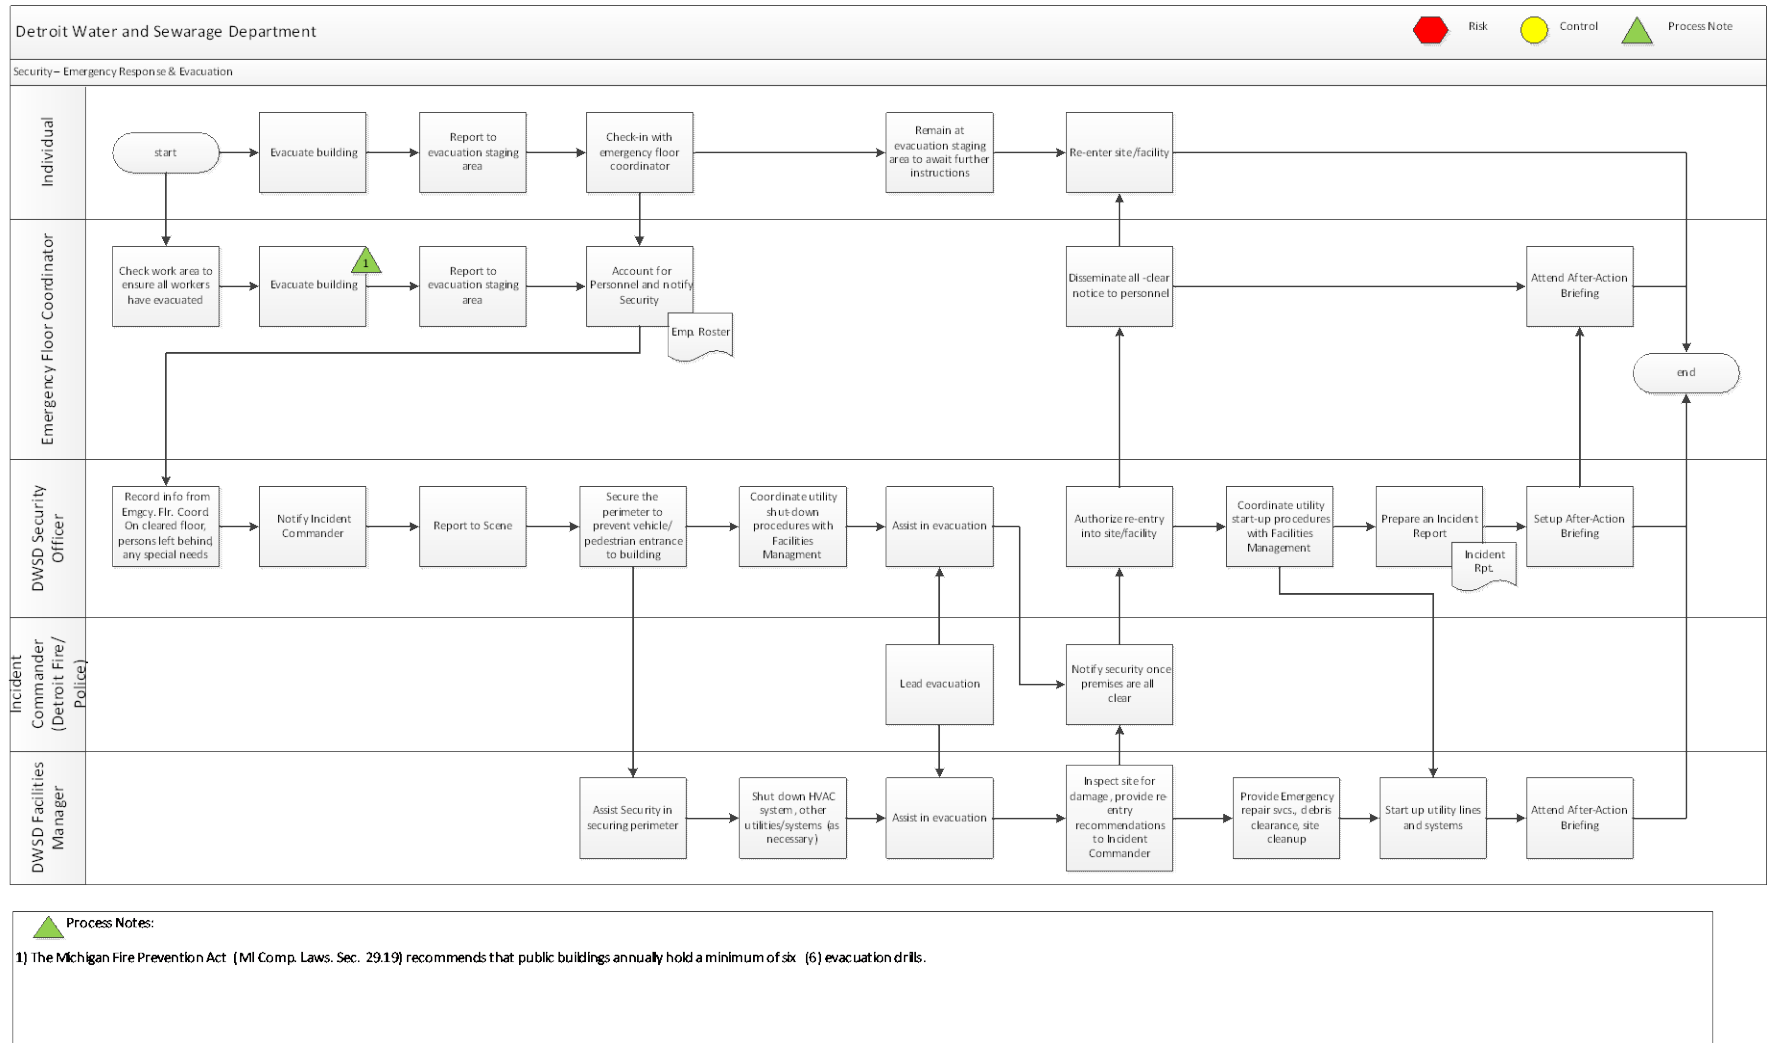 Detroit Water and Sewarage Department
Risk
Control
Process Note
Security – Emergency Response & Evacuation
Individual
start
Evacuate building
Report to
evacuation staging
area
Check-in with
emergency floor
coordinator
Remain at
evacuation staging
area to await further
instructions
Re-enter site/facility
Emergency Floor Coordinator
Check work area to
ensure all workers
have evacuated
Evacuate building
1
Report to
evacuation staging
area
Account for
Personnel and notify
Security
Emp. Roster
Disseminate all -clear
notice to personnel
Attend After-Action
Briefing
end
DWSD Security
Officer
Record info from
Emgcy. Flr. Coord.
On cleared floor,
persons left behind,
any special needs
Notify Incident
Commander
Report to Scene
Secure the
perimeter to
prevent vehicle/
pedestrian entrance
to building
Coordinate utility
shut-down
procedures with
Facilities
Managment
Assist in evacuation
Authorize re-entry
into site/facility
Coordinate utility
start-up procedures
with Facilities
Management
Prepare an Incident
Report
Incident
Rpt.
Setup After-Action
Briefing
Incident
Commander
(Detroit Fire/
Police)
Lead evacuation
Notify security once
premises are all
clear
DWSD Facilities
Manager
Assist Security in
securing perimeter
Shut down HVAC
system, other
utilities/systems (as
necessary)
Assist in evacuation
Inspect site for
damage, provide re-
entry
recommendations
to Incident
Commander
Provide Emergency
repair svcs., debris
clearance, site
cleanup
Start up utility lines
and systems
Attend After-Action
Briefing
Process Notes:
1) The Michigan Fire Prevention Act (MI Comp. Laws. Sec. 29.19) recommends that public buildings annually hold a minimum of six (6) evacuation drills.